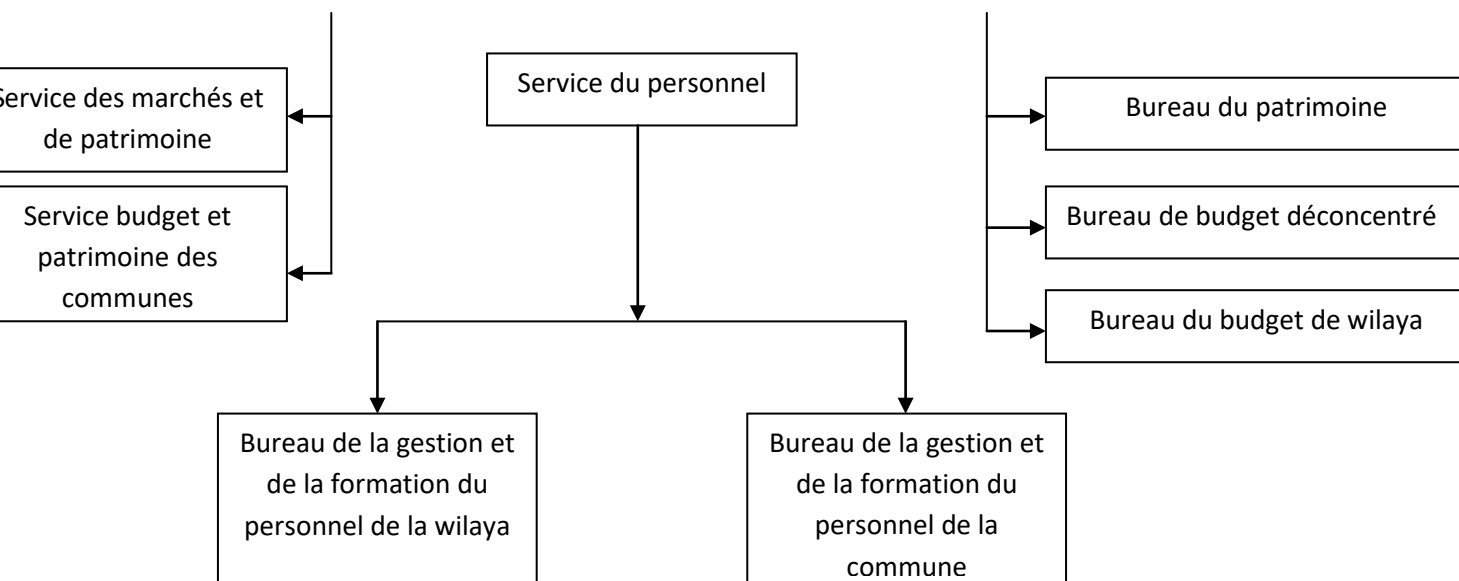 Service des marchés et
de patrimoine
Service budget et
patrimoine des
communes
Service du personnel
Bureau du patrimoine
Bureau de budget déconcentré
Bureau du budget de wilaya
Bureau de la gestion et
de la formation du
personnel de la wilaya
Bureau de la gestion et
de la formation du
personnel de la
commune